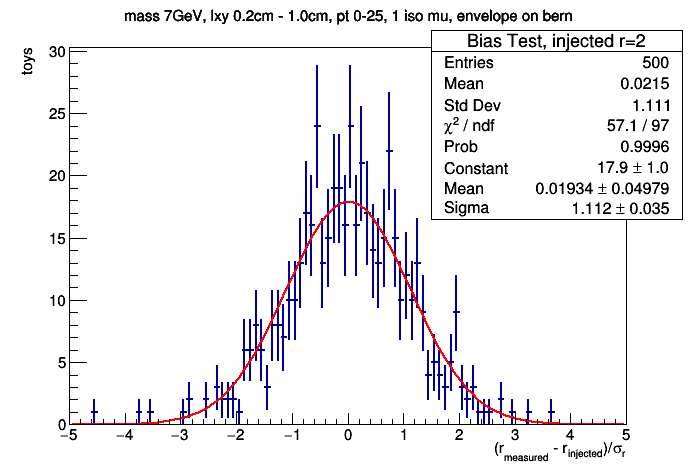 mass 7GeV, lxy 0.2cm - 1.0cm, pt 0-25, 1 iso mu, envelope on bern
Bias Test, injected r=2
Entries 500
Mean 0.0215
Std Dev 1.111
χ² / ndf 57.1 / 97
Prob 0.9996
Constant 17.9 ± 1.0
Mean 0.01934 ± 0.04979
Sigma 1.112 ± 0.035
toys
30
25
20
15
10
5
0
−5 −4 −3 −2 −1 0 1 2 3 4 5
(r_measured - r_injected)/σ_r